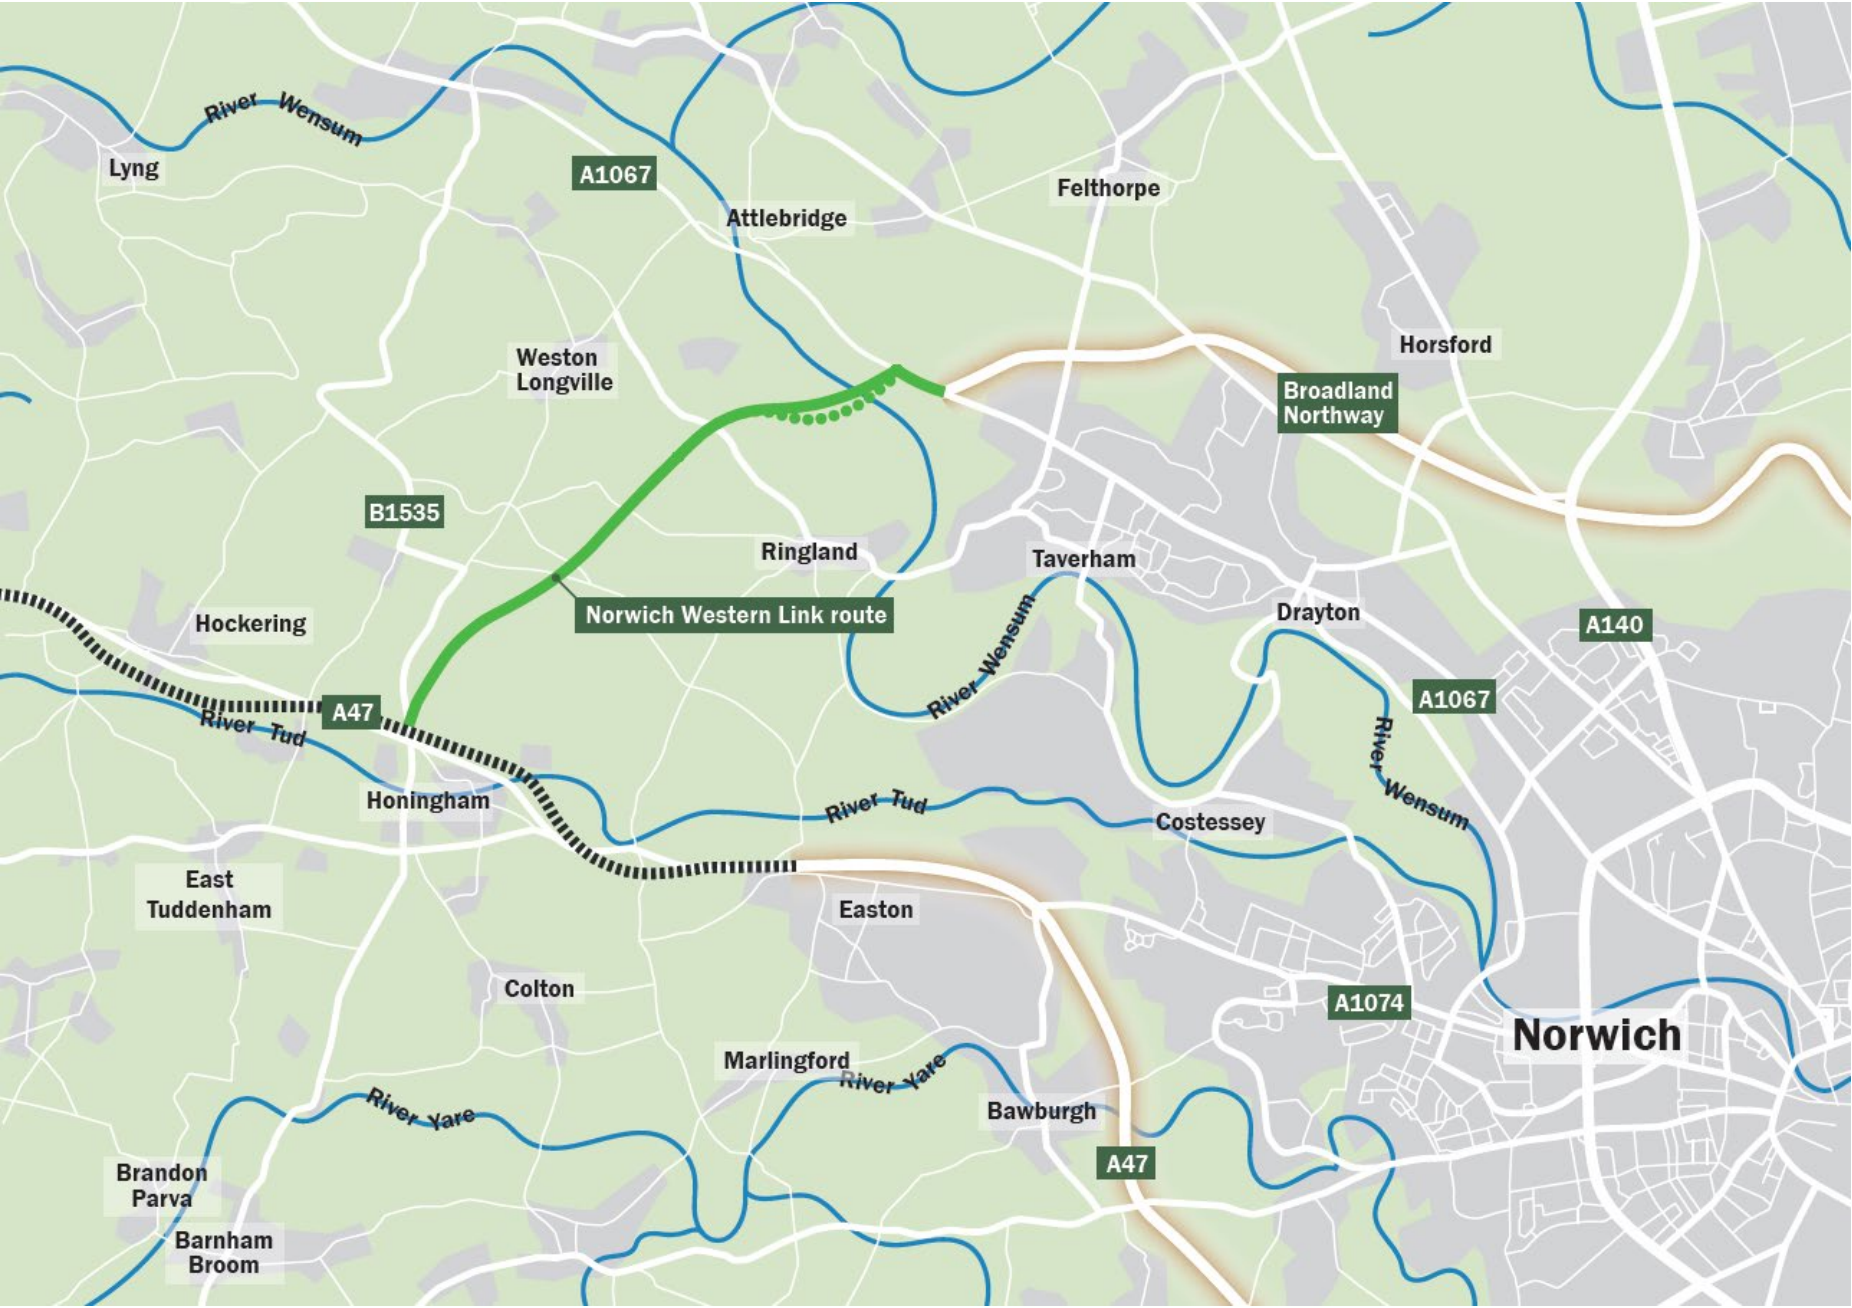 River Wensum
Lyng
A1067
Attlebridge
Felthorpe
Weston
Longville
Horsford
Broadland
Northway
B1535
Ringland
Taverham
Hockering
Norwich Western Link route
Drayton
A140
River Wensum
A47
River Tud
A1067
River Wensum
Honingham
River Tud
Costessey
East
Tuddenham
Easton
Colton
A1074
Norwich
Marlingford
River Yare
River Yare
Bawburgh
A47
Brandon
Parva
Barnham
Broom